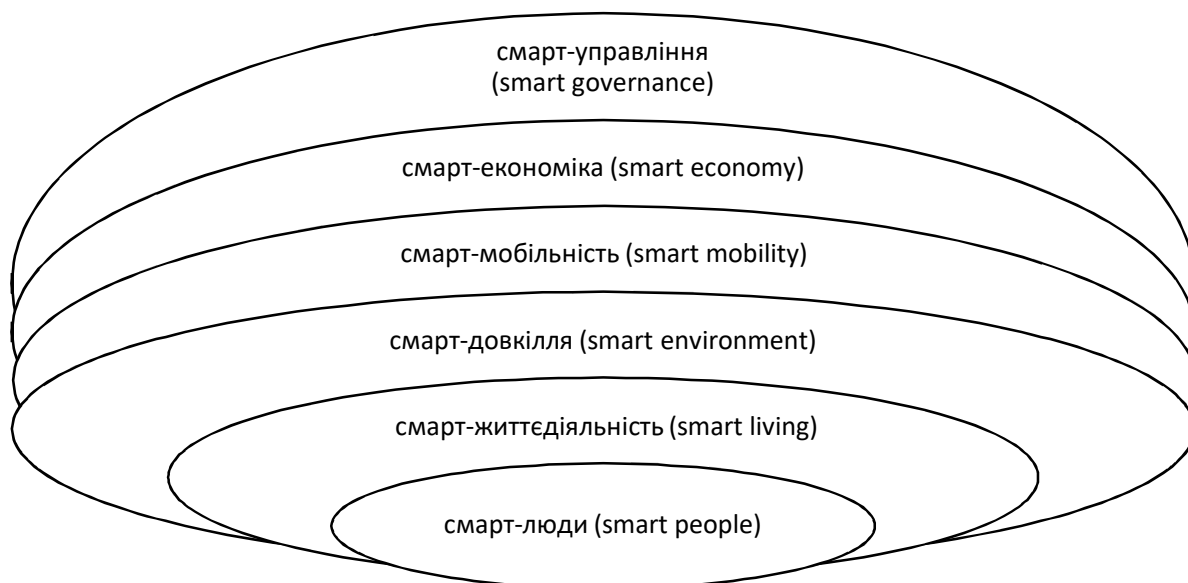 смарт-управління
(smart governance)
смарт-економіка (smart economy)
смарт-мобільність (smart mobility)
смарт-довкілля (smart environment)
смарт-життєдіяльність (smart living)
смарт-люди (smart people)